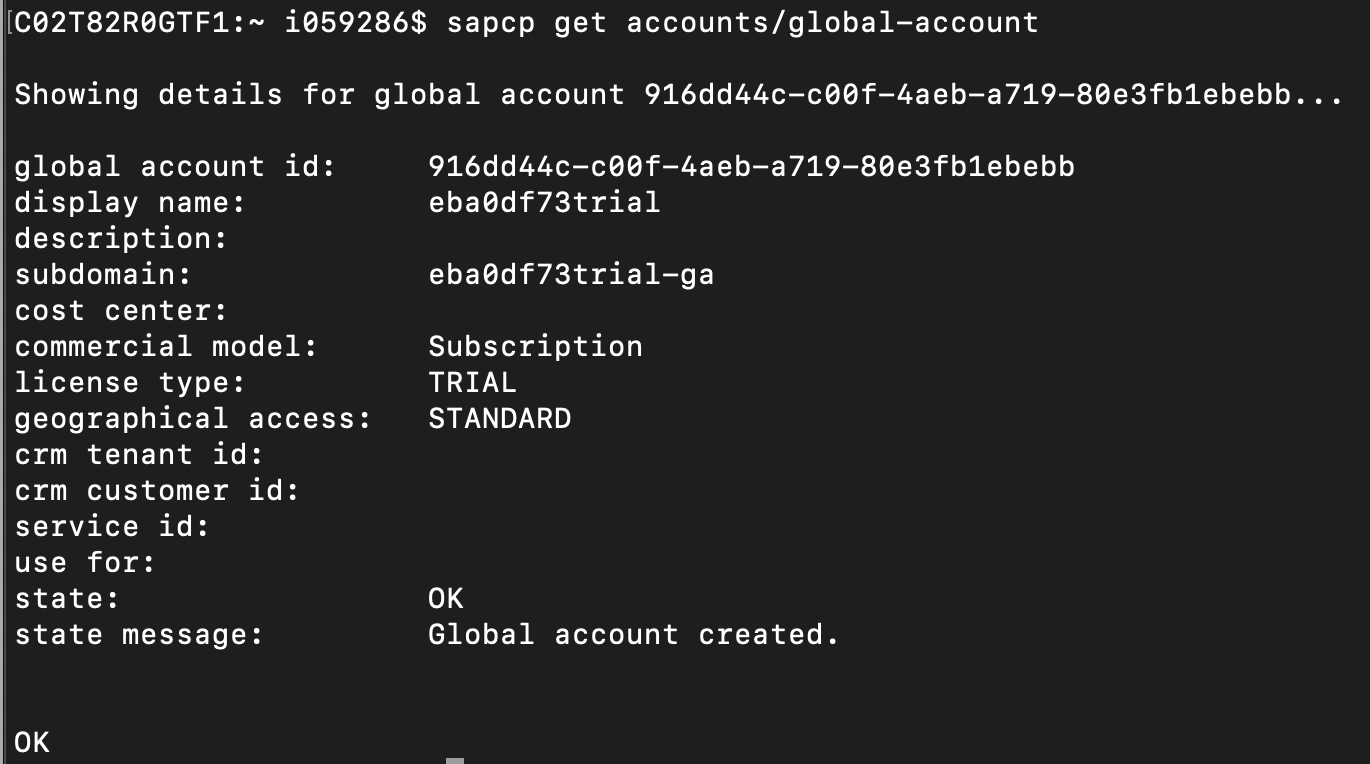 [C02T82R0GTF1:~ i059286$ sapcp get accounts/global-account
Showing details for global account 916dd44c-c00f-4aeb-a719-80e3fb1ebebb...
global account id: 916dd44c-c00f-4aeb-a719-80e3fb1ebebb
display name: eba0df73trial
description:
subdomain: eba0df73trial-ga
cost center:
commercial model: Subscription
license type: TRIAL
geographical access: STANDARD
crm tenant id:
crm customer id:
service id:
use for:
state: OK
state message: Global account created.
OK